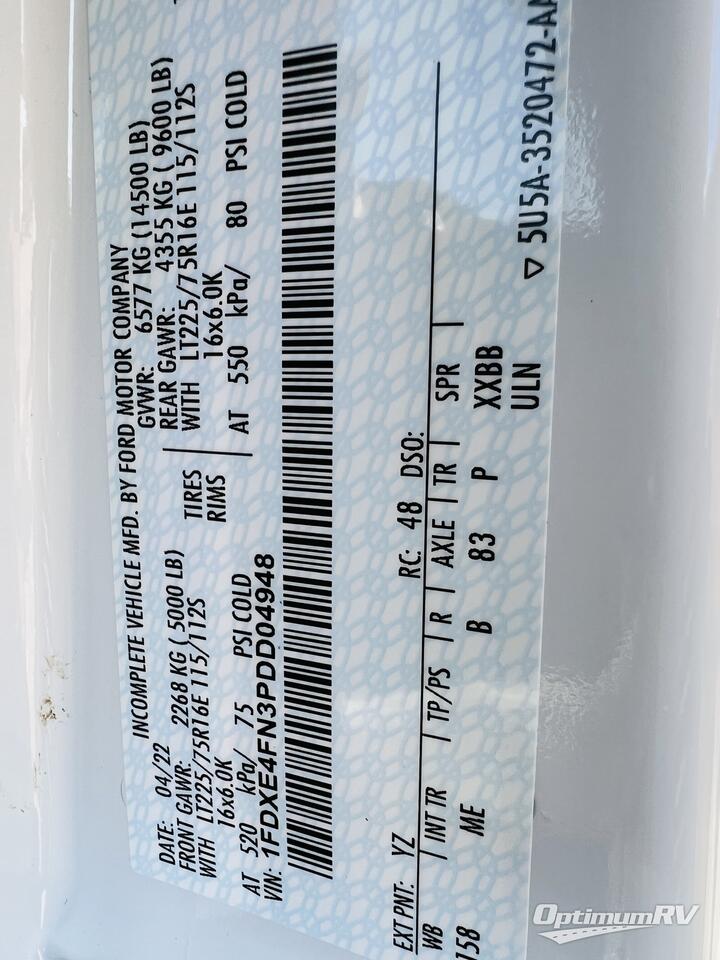 INCOMPLETE VEHICLE MFD. BY FORD MOTOR COMPANY
DATE: 04/22 GVWR: 6577 KG (14500 LB)
FRONT GAWR: 2268 KG ( 5000 LB) REAR GAWR: 4355 KG ( 9600 LB)
WITH LT225/75R16E 115/112S TIRES WITH LT225/75R16E 115/112S
16x6.0K RIMS 16x6.0K
AT 520 kPa/ 75 PSI COLD AT 550 kPa/ 80 PSI COLD
VIN: 1FDXE4FN3PDD04948
EXT PNT: YZ RC: 48 DSO:
WB INT TR TP/PS R AXLE TR SPR
158 ME B 83 P XXBB
ULN
5U5A-3520472-AA
OptimumRV